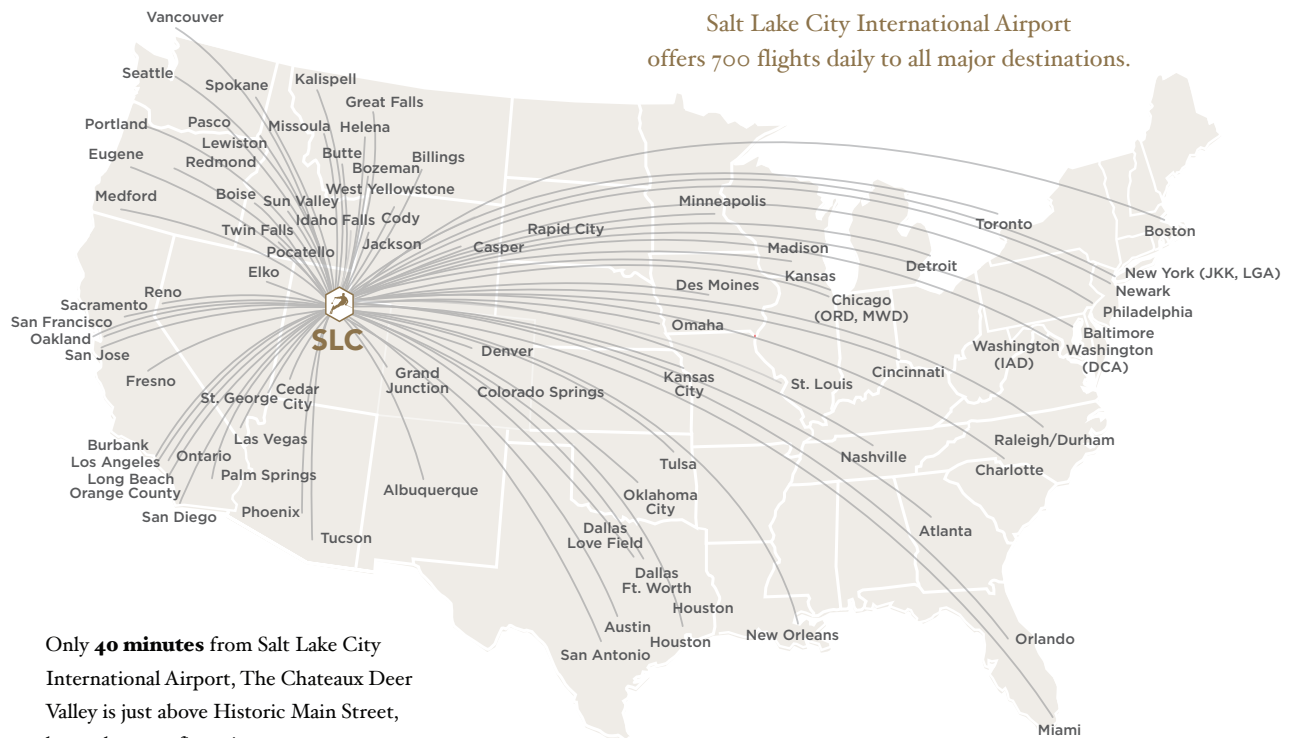 Salt Lake City International Airport
offers 700 flights daily to all major destinations.
Vancouver
Seattle
Spokane
Kalispell
Great Falls
Portland
Pasco
Missoula
Helena
Lewiston
Eugene
Redmond
Butte
Billings
Bozeman
Medford
Boise
Sun Valley
West Yellowstone
Twin Falls
Idaho Falls
Cody
Pocatello
Jackson
Casper
Rapid City
Minneapolis
Madison
Toronto
Boston
Elko
Reno
Sacramento
San Francisco
Oakland
San Jose
Fresno
SLC
Des Moines
Kansas
Detroit
Chicago
(ORD, MWD)
New York (JKK, LGA)
Newark
Philadelphia
Baltimore
Washington
(DCA)
Washington
(IAD)
Omaha
Denver
Grand
Junction
Colorado Springs
Kansas
City
St. Louis
Cincinnati
St. George
Cedar
City
Las Vegas
Burbank
Los Angeles
Ontario
Long Beach
Orange County
Palm Springs
San Diego
Phoenix
Tucson
Albuquerque
Tulsa
Oklahoma
City
Nashville
Raleigh/Durham
Charlotte
Atlanta
Dallas
Love Field
Dallas
Ft. Worth
Houston
Austin
Houston
San Antonio
New Orleans
Orlando
Miami
Only 40 minutes from Salt Lake City
International Airport, The Chateaux Deer
Valley is just above Historic Main Street,